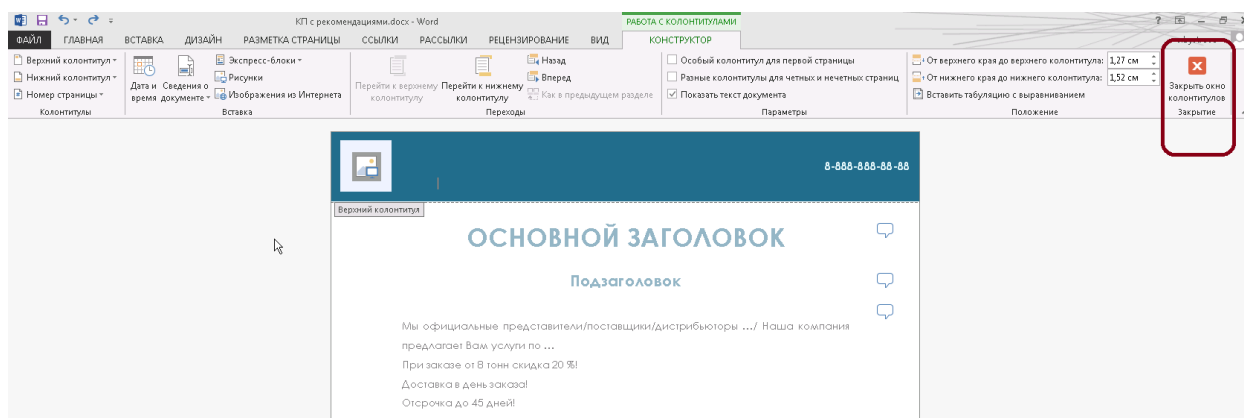 КП с рекомендациями.docx - Word
РАБОТА С КОЛОНТИТУЛАМИ
ФАЙЛ ГЛАВНАЯ ВСТАВКА ДИЗАЙН РАЗМЕТКА СТРАНИЦЫ ССЫЛКИ РАССЫЛКИ РЕЦЕНЗИРОВАНИЕ ВИД КОНСТРУКТОР
Верхний колонтитул
Нижний колонтитул
Номер страницы
Колонтитулы
Дата и время
Сведения о документе
Экспресс-блоки
Рисунки
Изображения из Интернета
Вставка
Перейти к верхнему колонтитулу
Перейти к нижнему колонтитулу
Назад
Вперед
Как в предыдущем разделе
Переходы
Особый колонтитул для первой страницы
Разные колонтитулы для четных и нечетных страниц
Показать текст документа
Параметры
От верхнего края до верхнего колонтитула: 1,27 см
От нижнего края до нижнего колонтитула: 1,52 см
Вставить табуляцию с выравниванием
Положение
Закрыть окно
колонтитулов
Закрытие
8-888-888-88-88
Верхний колонтитул
ОСНОВНОЙ ЗАГОЛОВОК
Подзаголовок
Мы официальные представители/поставщики/дистрибьюторы .../ Наша компания
предлагает Вам услуги по ...
При заказе от 8 тонн скидка 20 %!
Доставка в день заказа!
Отсрочка до 45 дней!